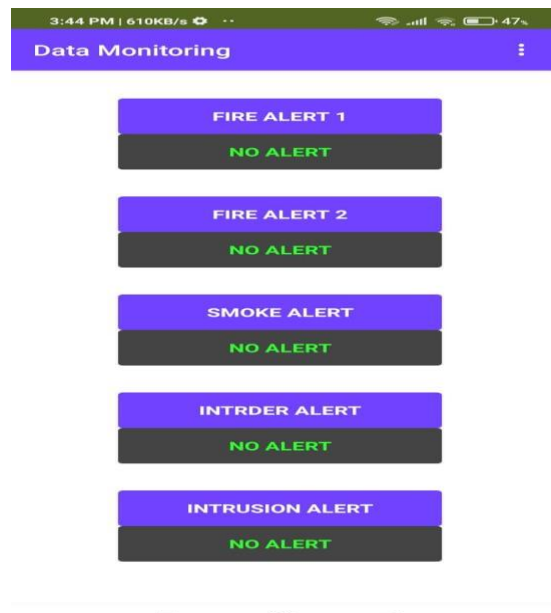 3:44 PM | 610KB/s ·· 47%
Data Monitoring
FIRE ALERT 1
NO ALERT
FIRE ALERT 2
NO ALERT
SMOKE ALERT
NO ALERT
INTRDER ALERT
NO ALERT
INTRUSION ALERT
NO ALERT